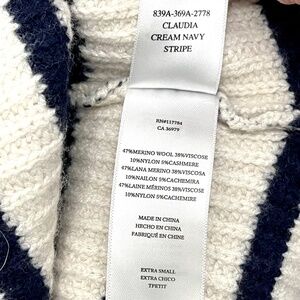 839A-369A-2778
CLAUDIA
CREAM NAVY
STRIPE
RN#117784
CA 36979
47%MERINO WOOL 38%VISCOSE
10%NYLON 5%CASHMERE
47%LANA MERINO 38%VISCOSA
10%NAILON 5%CACHEMIRA
47%LAINE MÉRINOS 38%VISCOSE
10%NYLON 5%CACHEMIRE
MADE IN CHINA
HECHO EN CHINA
FABRIQUÉ EN CHINE
EXTRA SMALL
EXTRA CHICO
TPETIT